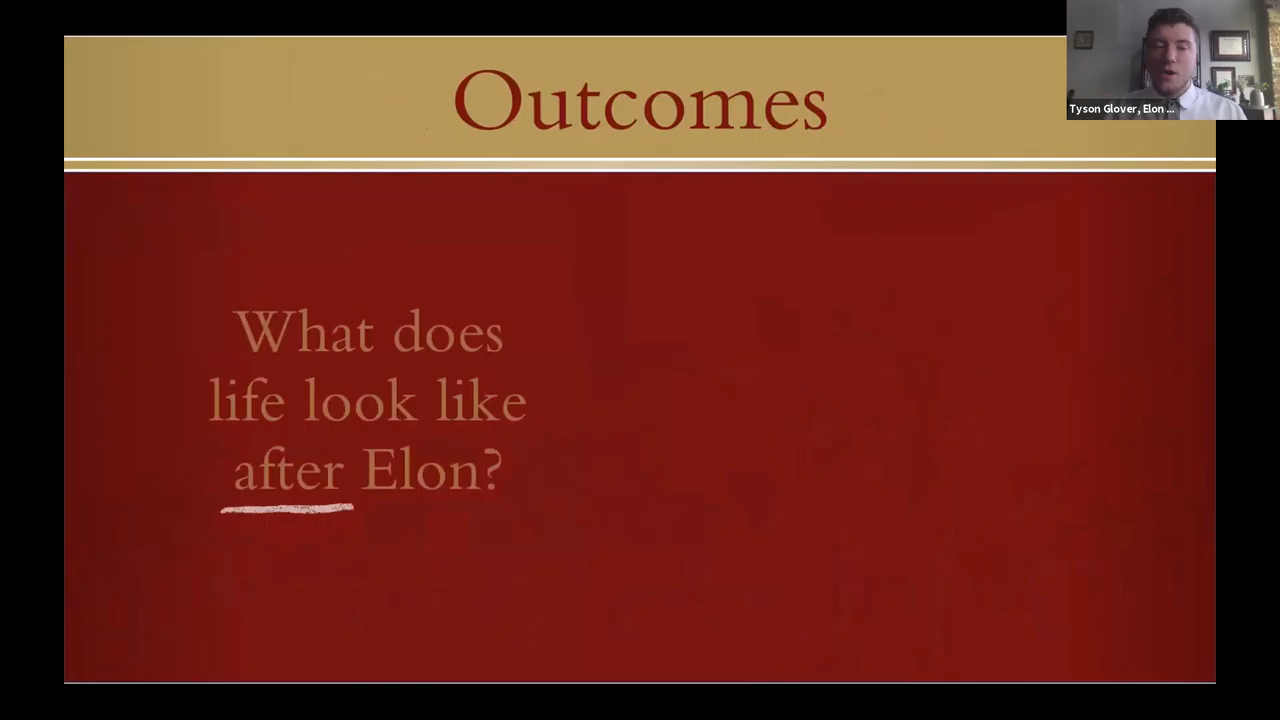 Outcomes
Tyson Glover, Elon ...
What does
life look like
after Elon?